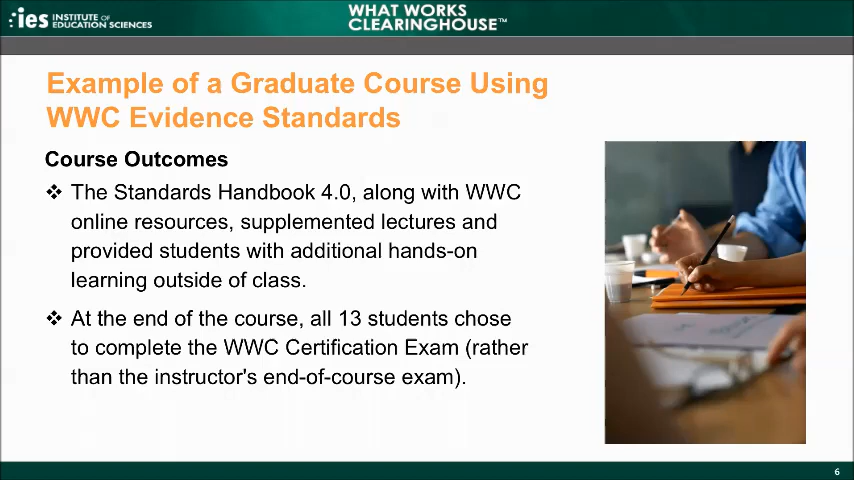 ies INSTITUTE OF
EDUCATION SCIENCES
WHAT WORKS
CLEARINGHOUSE™
Example of a Graduate Course Using
WWC Evidence Standards
Course Outcomes
❖ The Standards Handbook 4.0, along with WWC
online resources, supplemented lectures and
provided students with additional hands-on
learning outside of class.
❖ At the end of the course, all 13 students chose
to complete the WWC Certification Exam (rather
than the instructor's end-of-course exam).
6